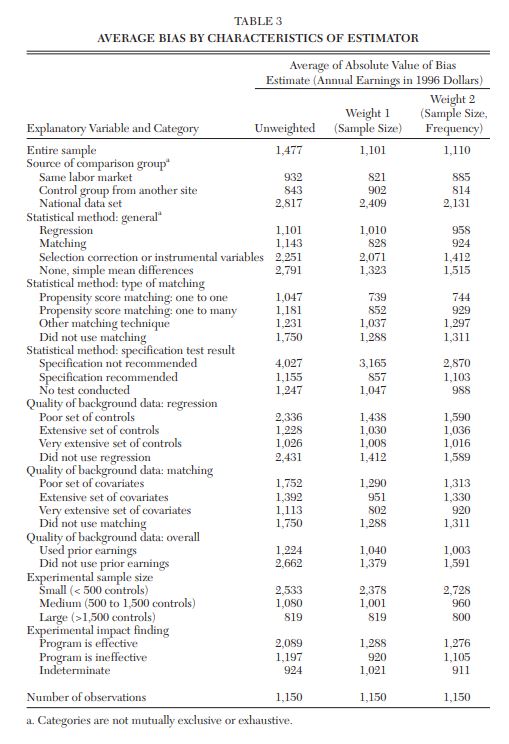 TABLE 3
AVERAGE BIAS BY CHARACTERISTICS OF ESTIMATOR
Average of Absolute Value of Bias
Estimate (Annual Earnings in 1996 Dollars)
Weight 2
Weight 1 (Sample Size,
Explanatory Variable and Category Unweighted (Sample Size) Frequency)
Entire sample 1,477 1,101 1,110
Source of comparison groupa
Same labor market 932 821 885
Control group from another site 843 902 814
National data set 2,817 2,409 2,131
Statistical method: generala
Regression 1,101 1,010 958
Matching 1,143 828 924
Selection correction or instrumental variables 2,251 2,071 1,412
None, simple mean differences 2,791 1,323 1,515
Statistical method: type of matching
Propensity score matching: one to one 1,047 739 744
Propensity score matching: one to many 1,181 852 929
Other matching technique 1,231 1,037 1,297
Did not use matching 1,750 1,288 1,311
Statistical method: specification test result
Specification not recommended 4,027 3,165 2,870
Specification recommended 1,155 857 1,103
No test conducted 1,247 1,047 988
Quality of background data: regression
Poor set of controls 2,336 1,438 1,590
Extensive set of controls 1,228 1,030 1,036
Very extensive set of controls 1,026 1,008 1,016
Did not use regression 2,431 1,412 1,589
Quality of background data: matching
Poor set of covariates 1,752 1,290 1,313
Extensive set of covariates 1,392 951 1,330
Very extensive set of covariates 1,113 802 920
Did not use matching 1,750 1,288 1,311
Quality of background data: overall
Used prior earnings 1,224 1,040 1,003
Did not use prior earnings 2,662 1,379 1,591
Experimental sample size
Small (< 500 controls) 2,533 2,378 2,728
Medium (500 to 1,500 controls) 1,080 1,001 960
Large (>1,500 controls) 819 819 800
Experimental impact finding
Program is effective 2,089 1,288 1,276
Program is ineffective 1,197 920 1,105
Indeterminate 924 1,021 911
Number of observations 1,150 1,150 1,150
a. Categories are not mutually exclusive or exhaustive.